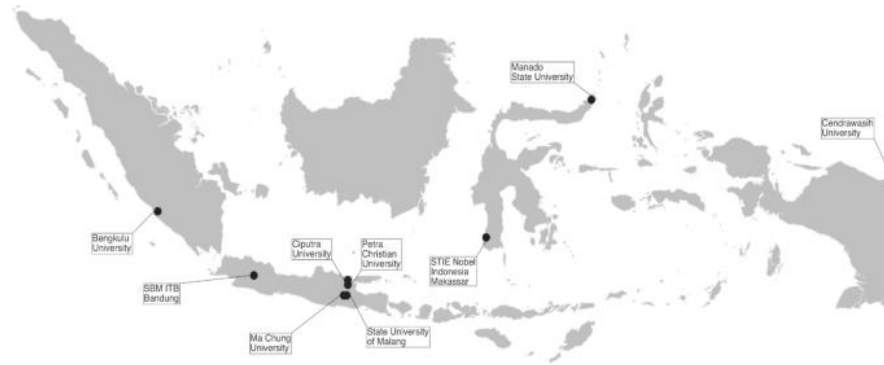 Manado
State University
Cendrawasih
University
Bengkulu
University
Ciputra
University
Petra
Christian
University
STIE Nobel
Indonesia
Makassar
SBM ITB
Bandung
Ma Chung
University
State University
of Malang